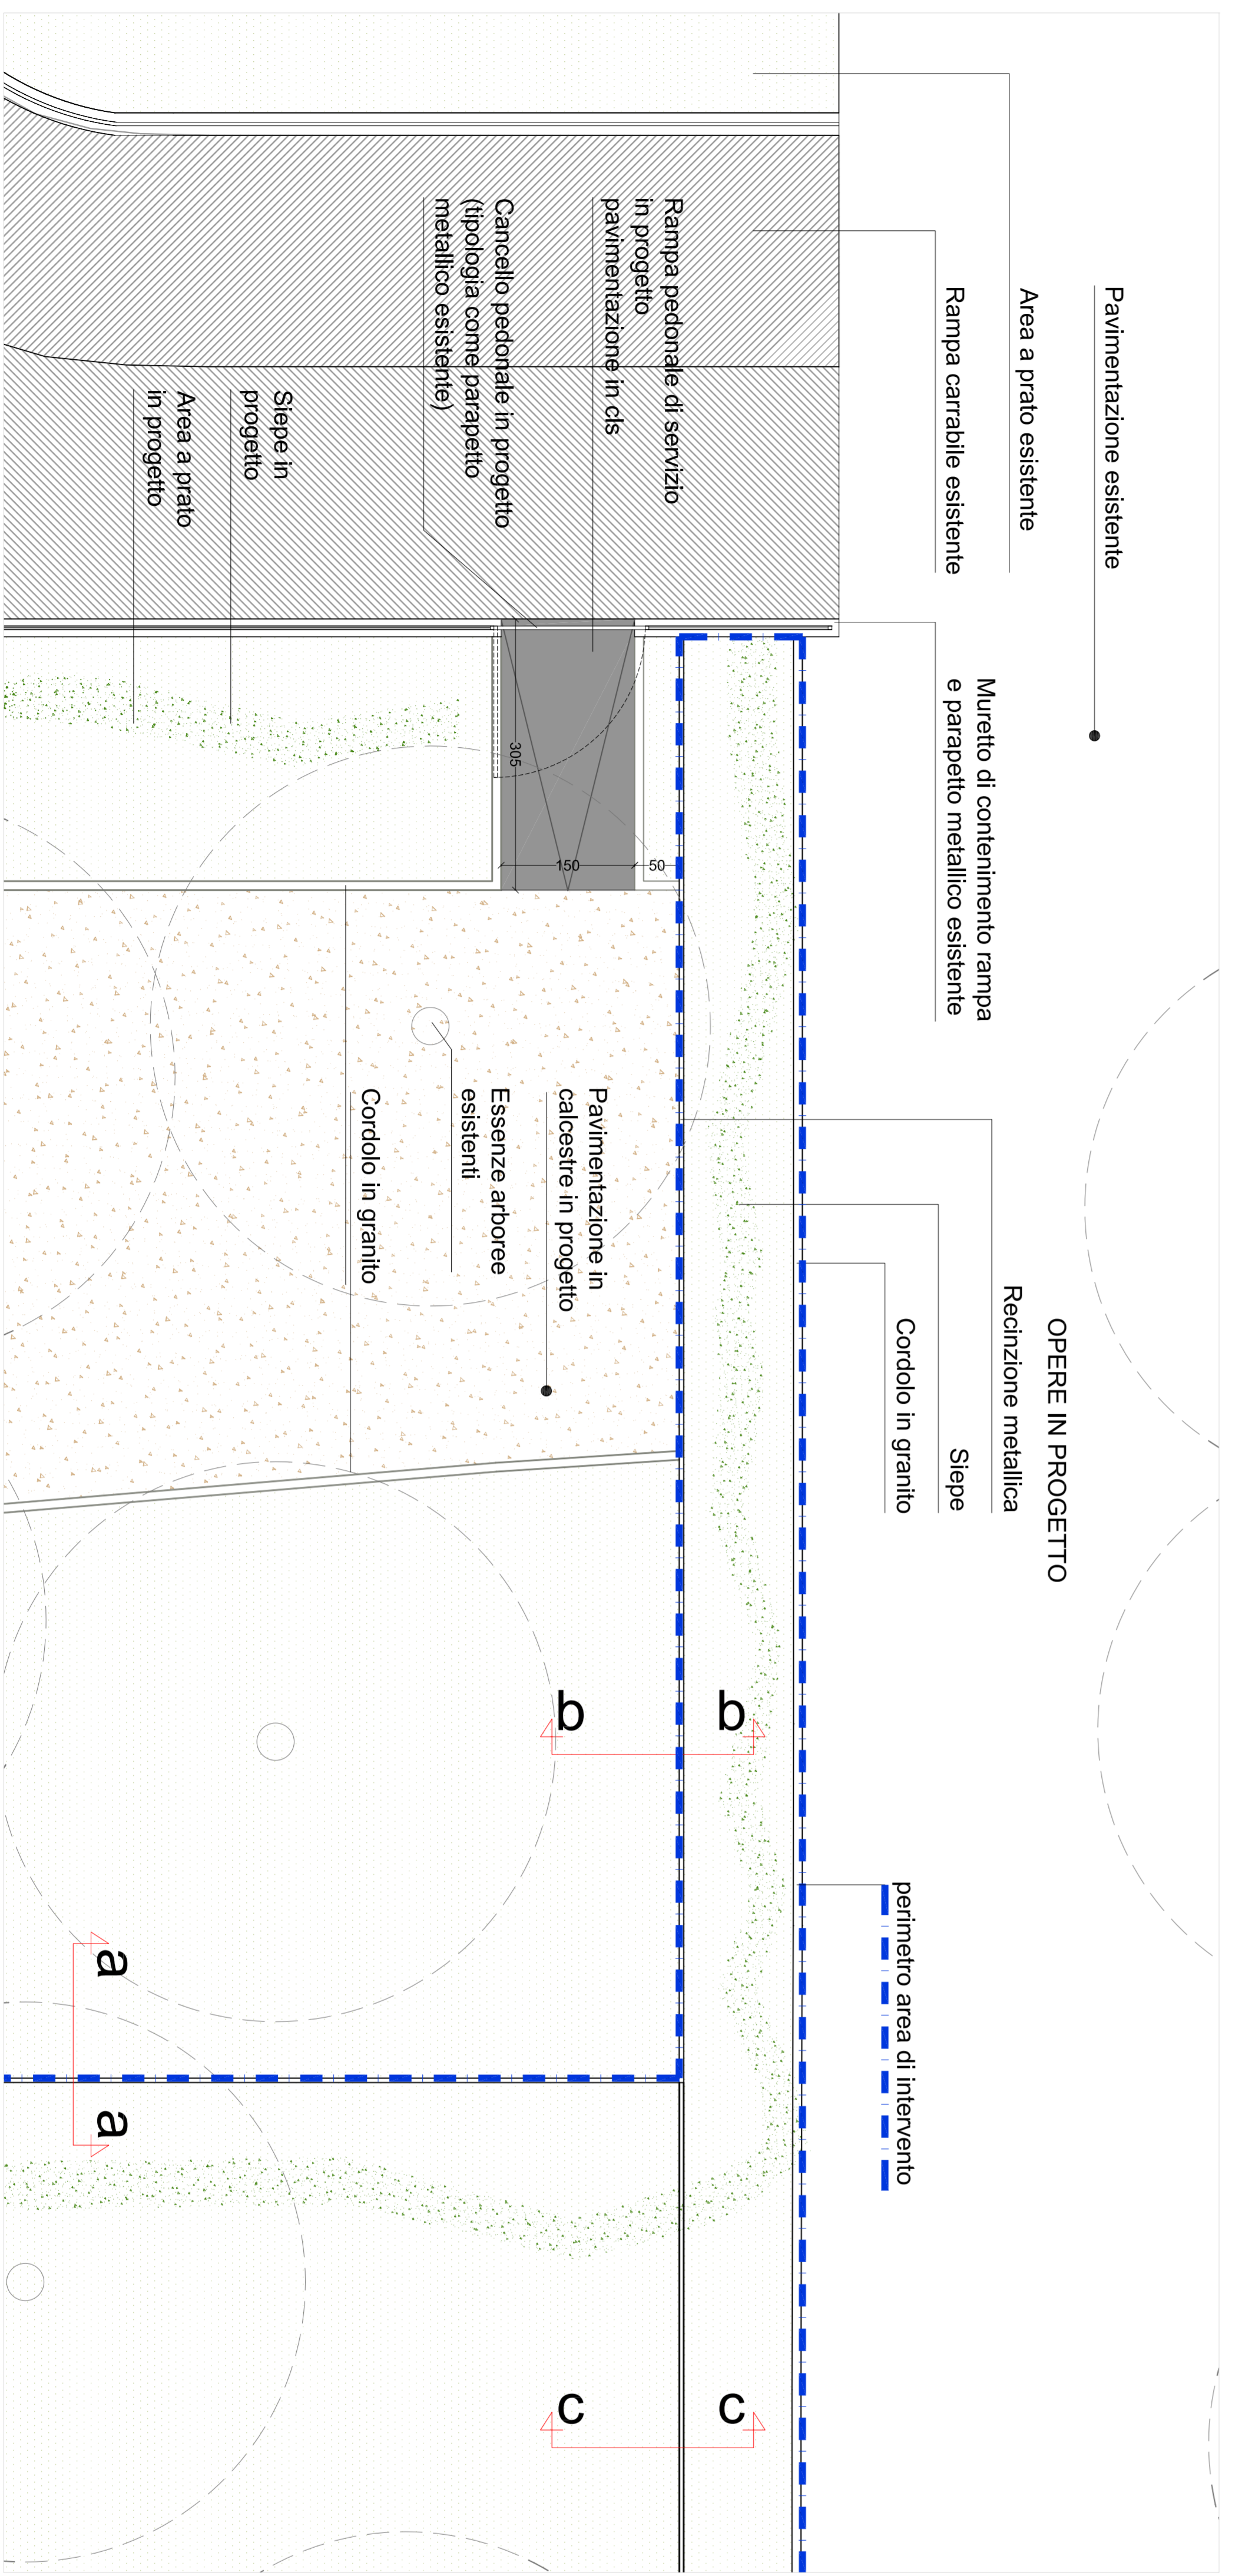 Pavimentazione esistente
Area a prato esistente
Rampa carrabile esistente
Muretto di contenimento rampa
e parapetto metallico esistente
OPERE IN PROGETTO
Recinzione metallica
Siepe
Cordolo in granito
perimetro area di intervento
Rampa pedonale di servizio
in progetto
pavimentazione in cls
Cancello pedonale in progetto
(tipologia come parapetto
metallico esistente)
Siepe in
progetto
Area a prato
in progetto
305
150
50
Pavimentazione in
calcestre in progetto
Essenze arboree
esistenti
Cordolo in granito
b
b
a
a
c
c